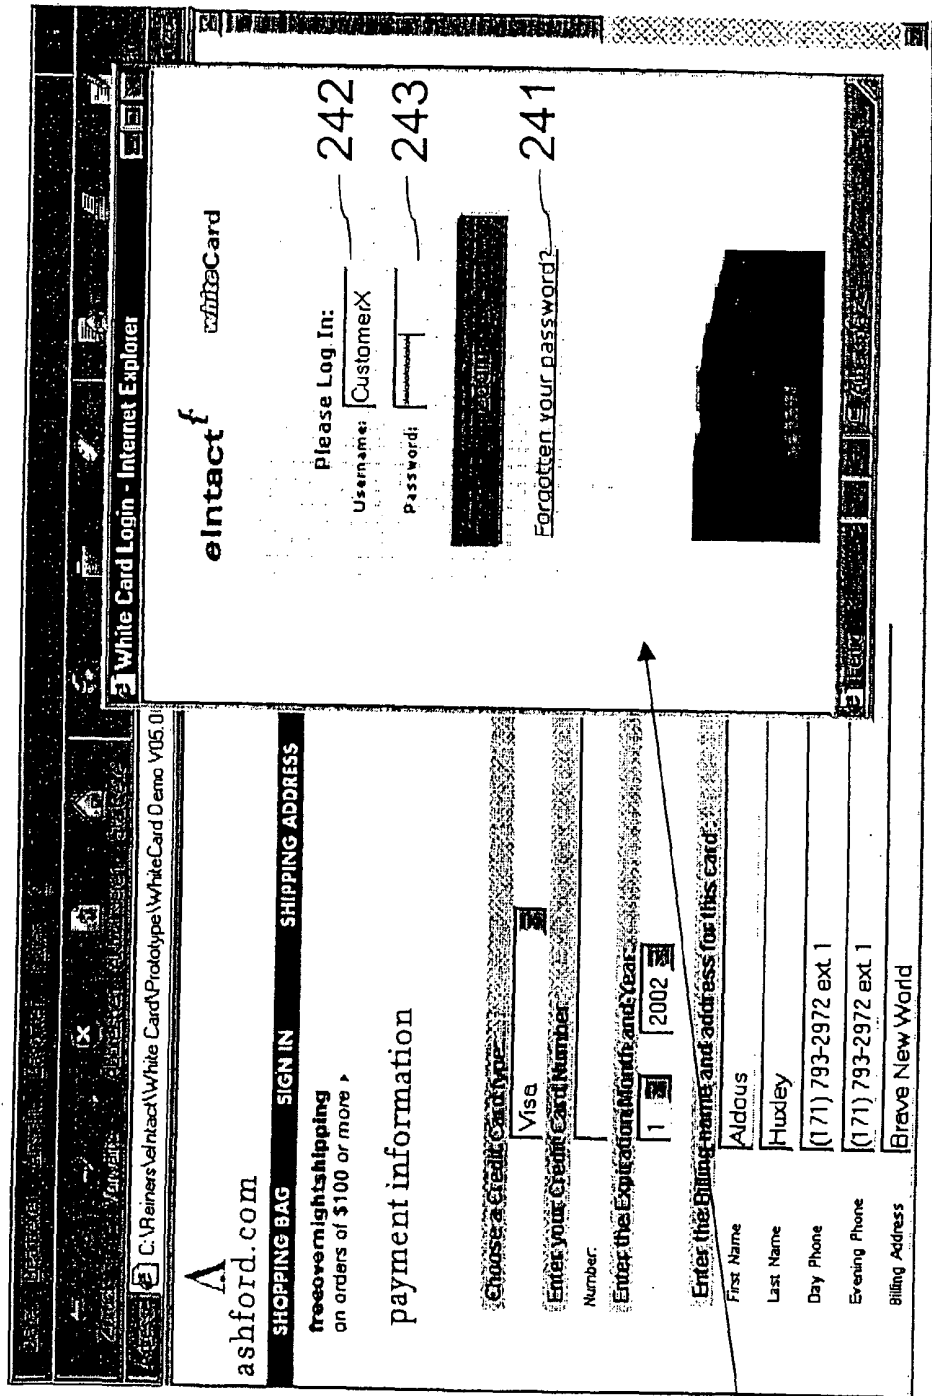 C:\Reiners\eIntact\White Card\Prototype\WhiteCard Demo V05.0
A
ashford.com
SHOPPING BAG SIGN IN SHIPPING ADDRESS
freeovernightshipping
on orders of $100 or more ▸
payment information
Choose a Credit Card Type
Visa
Enter your Credit Card Number
Number:
Enter the Expiration Month and Year
1 2002
Enter the Billing name and address for this card
First Name Aldous
Last Name Huxley
Day Phone (171) 793-2972 ext. 1
Evening Phone (171) 793-2972 ext. 1
Billing Address Brave New World
White Card Login - Internet Explorer
eIntact{ whiteCard
Please Log In:
Username: CustomerX 242
Password: 243
Forgotten your password? 241